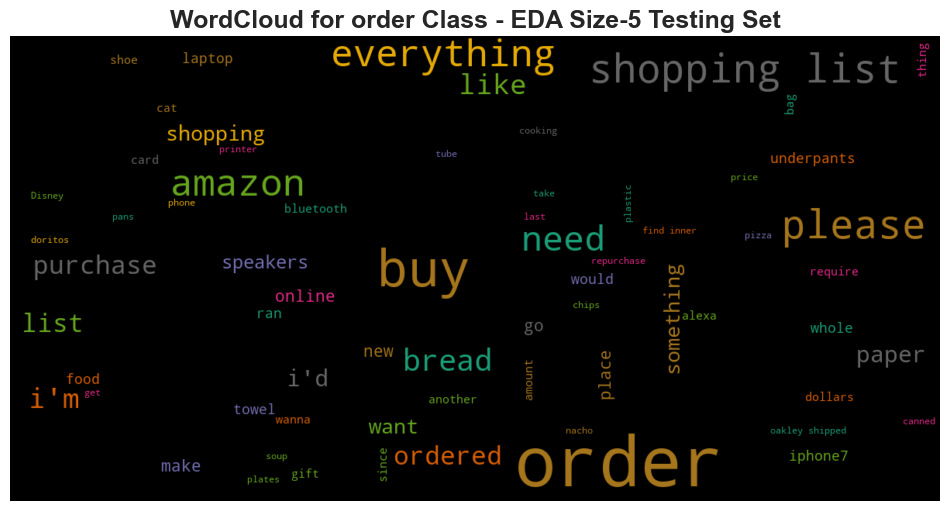 WordCloud for order Class - EDA Size-5 Testing Set
everything
shopping list
thing
shoe
laptop
like
bag
cat
shopping
cooking
printer
tube
card
underpants
amazon
price
Disney
phone
bluetooth
take
plastic
pans
last
please
doritos
need
find inner
pizza
purchase
speakers
buy
repurchase
something
require
would
online
chips
list
ran
go
alexa
whole
new
bread
paper
i'd
food
amount
place
i'm
get
another
dollars
towel
wanna
want
nacho
oakley shipped
canned
order
ordered
since
make
soup
iphone7
plates
gift